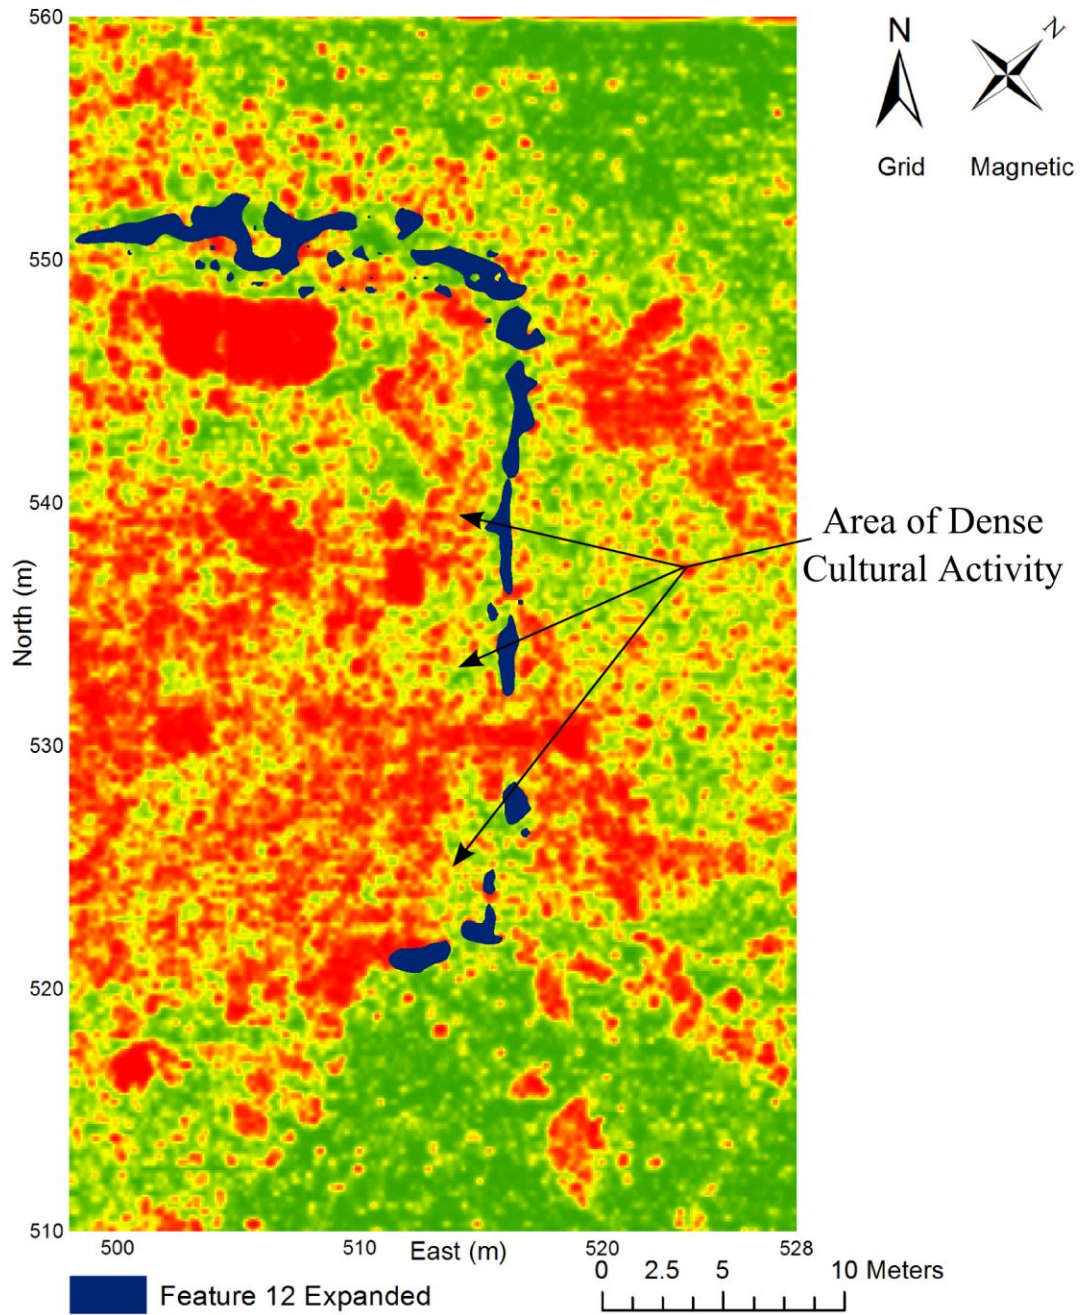 560
N
N
Grid
Magnetic
550
540
Area of Dense
Cultural Activity
North (m)
530
520
510
500
510
East (m)
520
528
0
2.5
5
10 Meters
Feature 12 Expanded